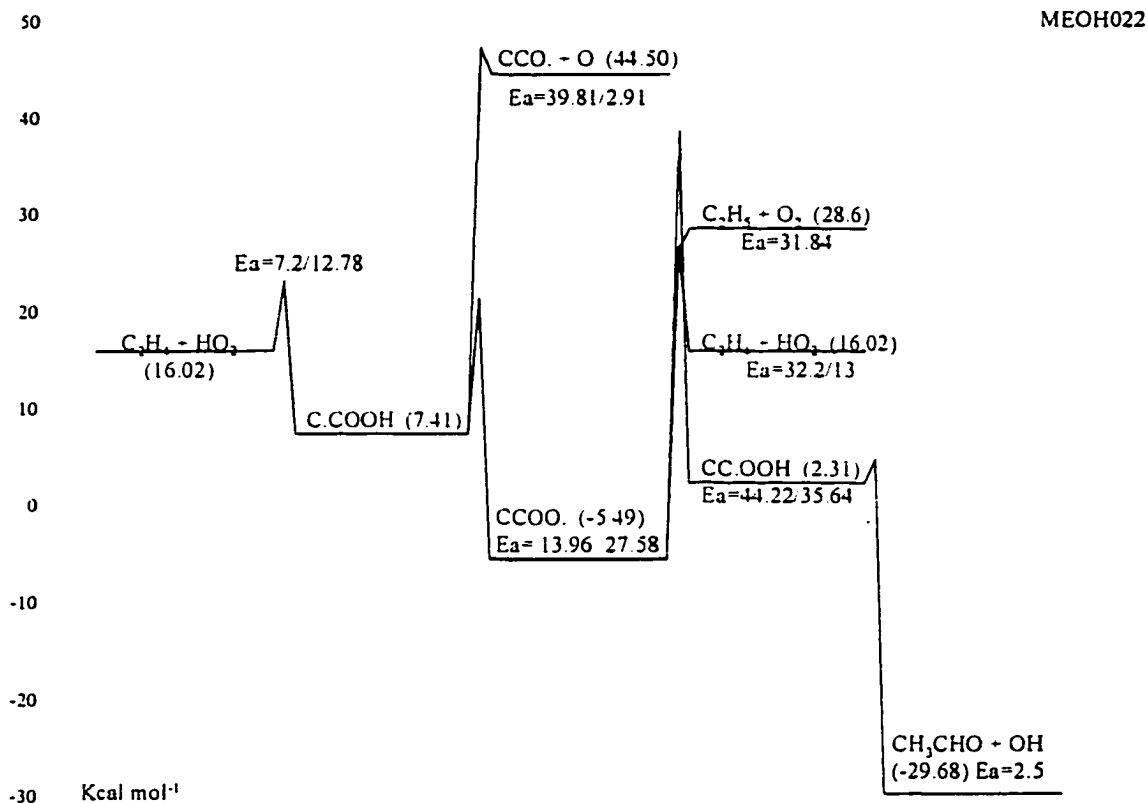 MEOH022
50
40
30
20
10
0
-10
-20
-30
Kcal mol⁻¹
C₂H₄ + HO₂
(16.02)
Ea=7.2/12.78
C.COOH (7.41)
CCO. + O (44.50)
Ea=39.81/2.91
CCOO. (-5.49)
Ea= 13.96 27.58
C₂H₅ + O₂ (28.6)
Ea=31.84
C₂H₄ + HO₂ (16.02)
Ea=32.2/13
CC.OOH (2.31)
Ea=44.22/35.64
CH₃CHO + OH
(-29.68) Ea=2.5